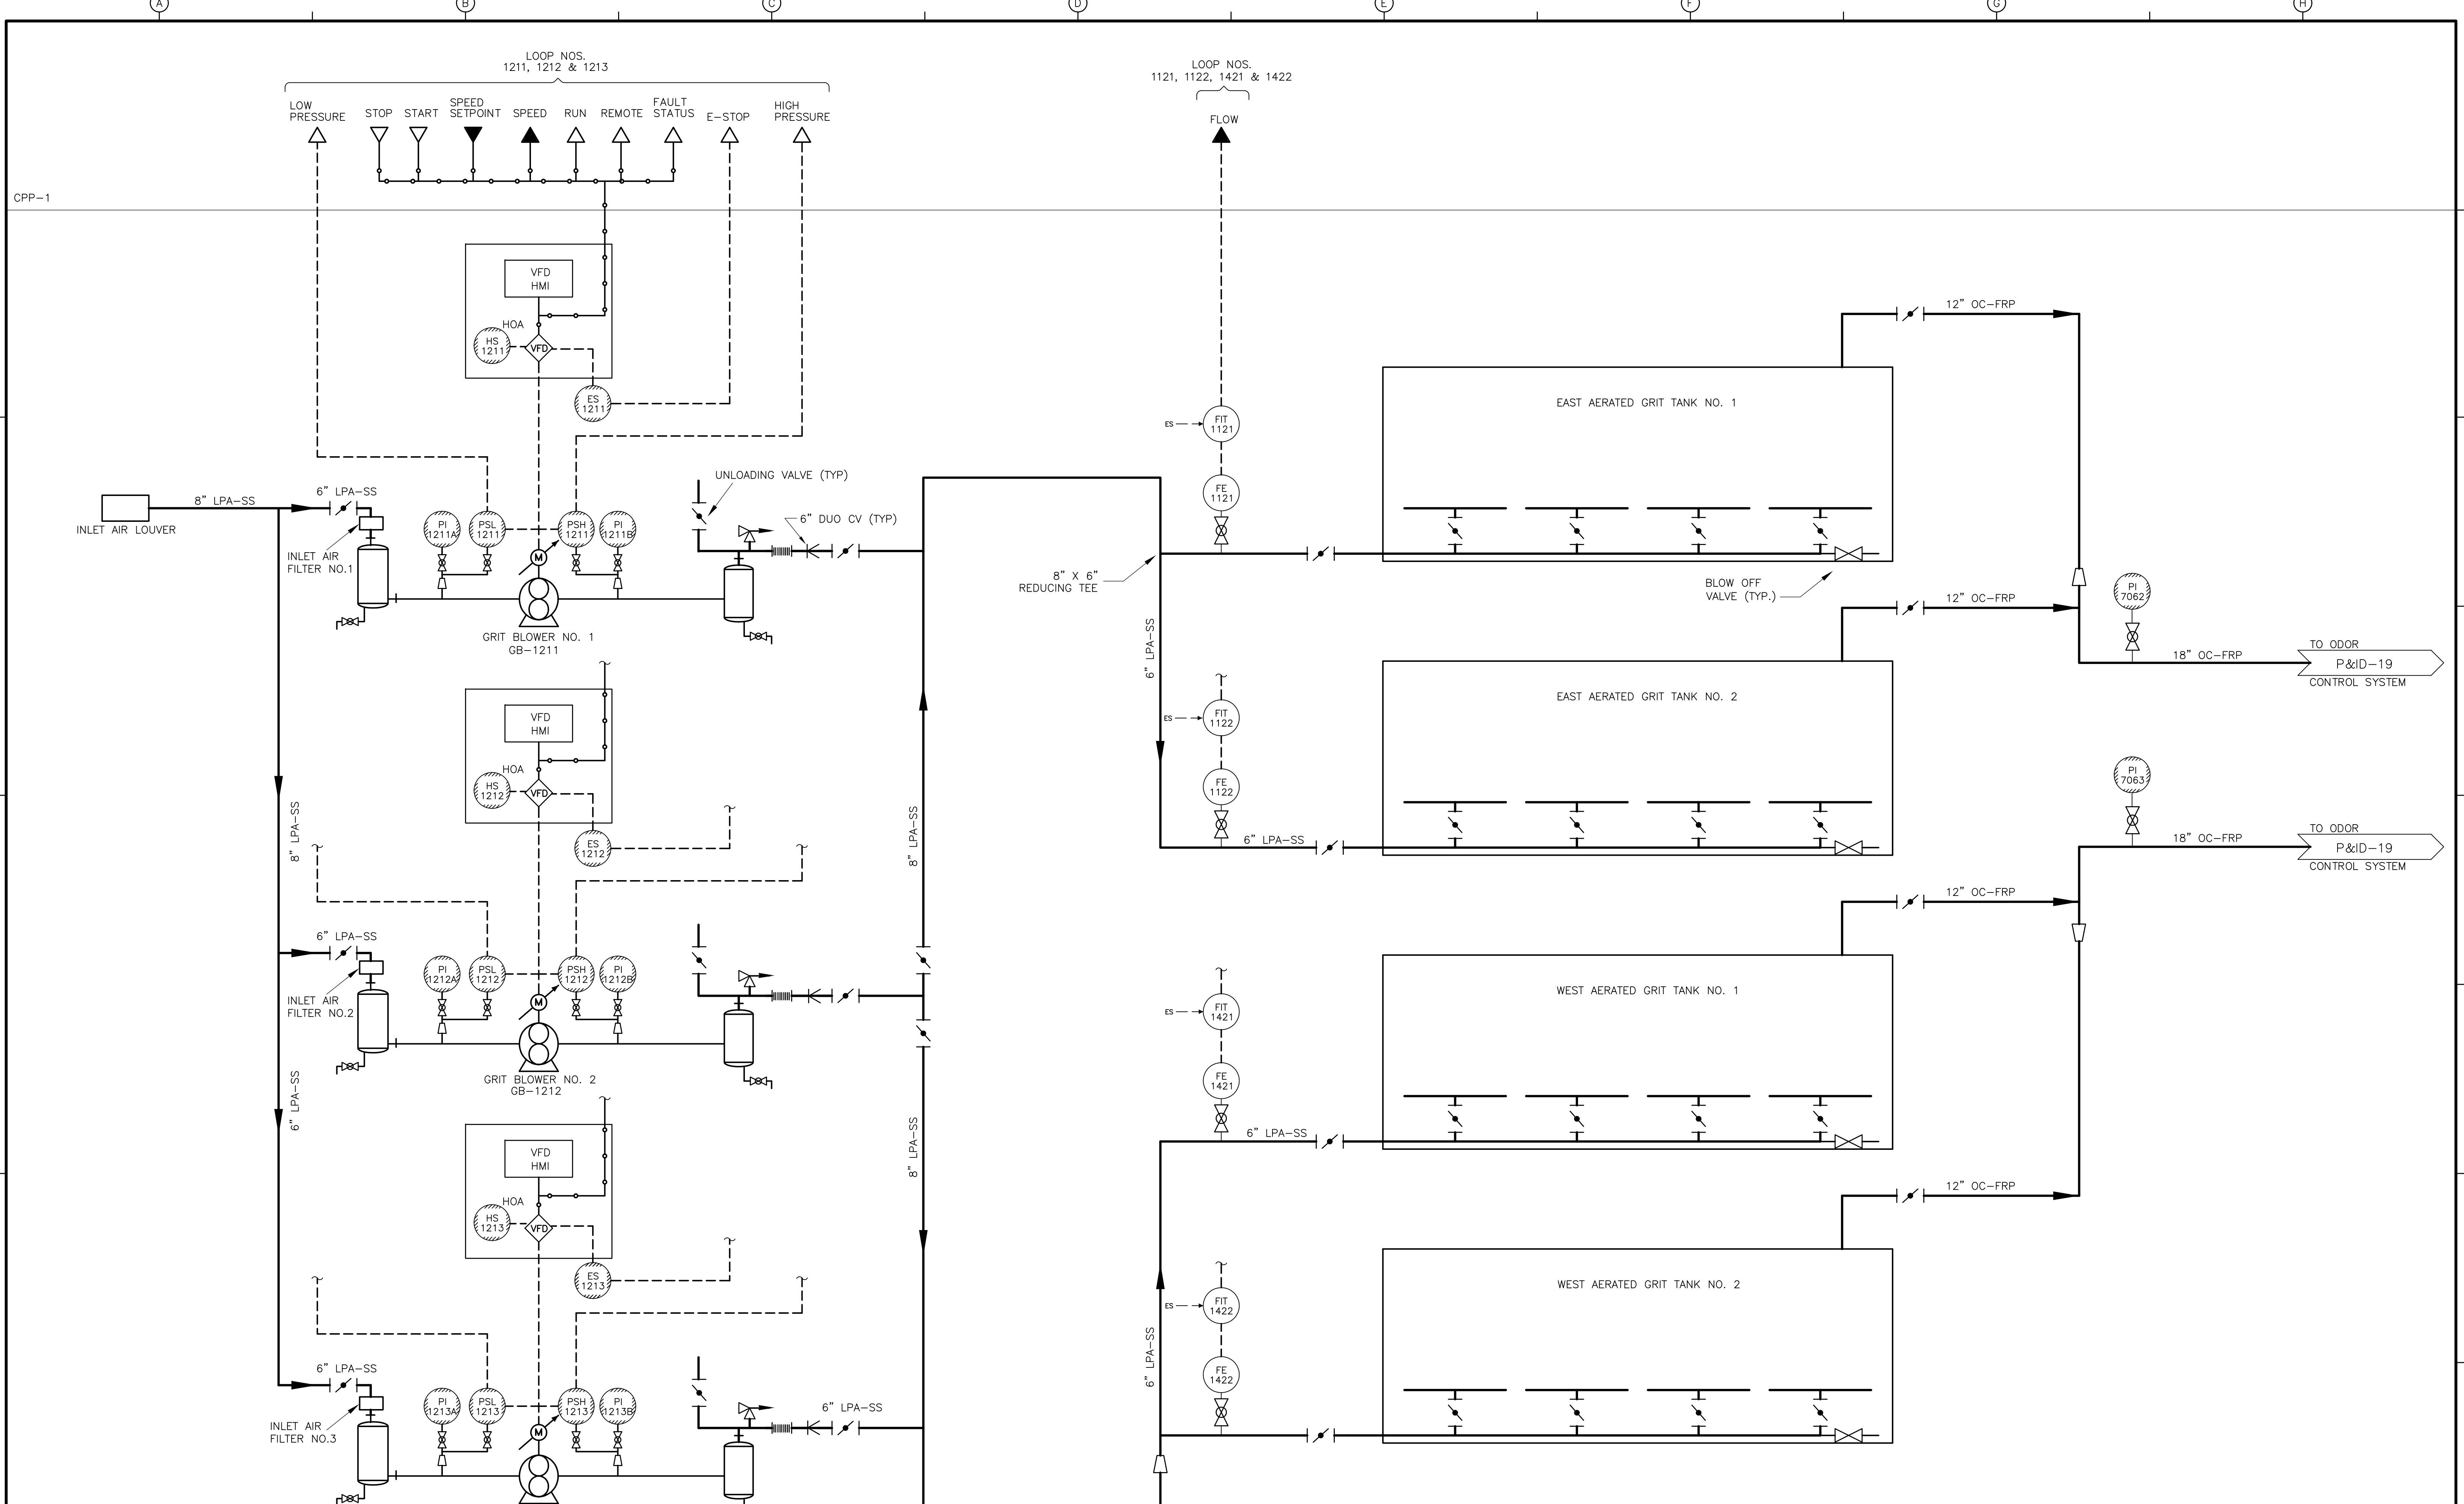 A
B
C
D
E
F
G
H
LOOP NOS.
1211, 1212 & 1213
LOOP NOS.
1121, 1122, 1421 & 1422
LOW
PRESSURE
STOP
START
SPEED
SETPOINT
SPEED
RUN
REMOTE
FAULT
STATUS
E-STOP
HIGH
PRESSURE
FLOW
CPP-1
VFD
HMI
HOA
HS
1211
VFD
ES
1211
INLET AIR LOUVER
8" LPA-SS
6" LPA-SS
INLET AIR
FILTER NO.1
PI
1211A
PSL
1211
PSH
1211
PI
1211B
M
GRIT BLOWER NO. 1
GB-1211
UNLOADING VALVE (TYP)
6" DUO CV (TYP)
8" X 6"
REDUCING TEE
ES
FIT
1121
FE
1121
EAST AERATED GRIT TANK NO. 1
BLOW OFF
VALVE (TYP.)
12" OC-FRP
12" OC-FRP
PI
7062
18" OC-FRP
TO ODOR
P&ID-19
CONTROL SYSTEM
VFD
HMI
HOA
HS
1212
VFD
ES
1212
8" LPA-SS
8" LPA-SS
6" LPA-SS
ES
FIT
1122
FE
1122
6" LPA-SS
EAST AERATED GRIT TANK NO. 2
PI
7063
18" OC-FRP
TO ODOR
P&ID-19
CONTROL SYSTEM
12" OC-FRP
6" LPA-SS
INLET AIR
FILTER NO.2
PI
1212A
PSL
1212
PSH
1212
PI
1212B
M
GRIT BLOWER NO. 2
GB-1212
6" LPA-SS
8" LPA-SS
ES
FIT
1421
FE
1421
6" LPA-SS
WEST AERATED GRIT TANK NO. 1
12" OC-FRP
VFD
HMI
HOA
HS
1213
VFD
ES
1213
6" LPA-SS
INLET AIR
FILTER NO.3
PI
1213A
PSL
1213
PSH
1213
PI
1213B
M
6" LPA-SS
6" LPA-SS
ES
FIT
1422
FE
1422
WEST AERATED GRIT TANK NO. 2